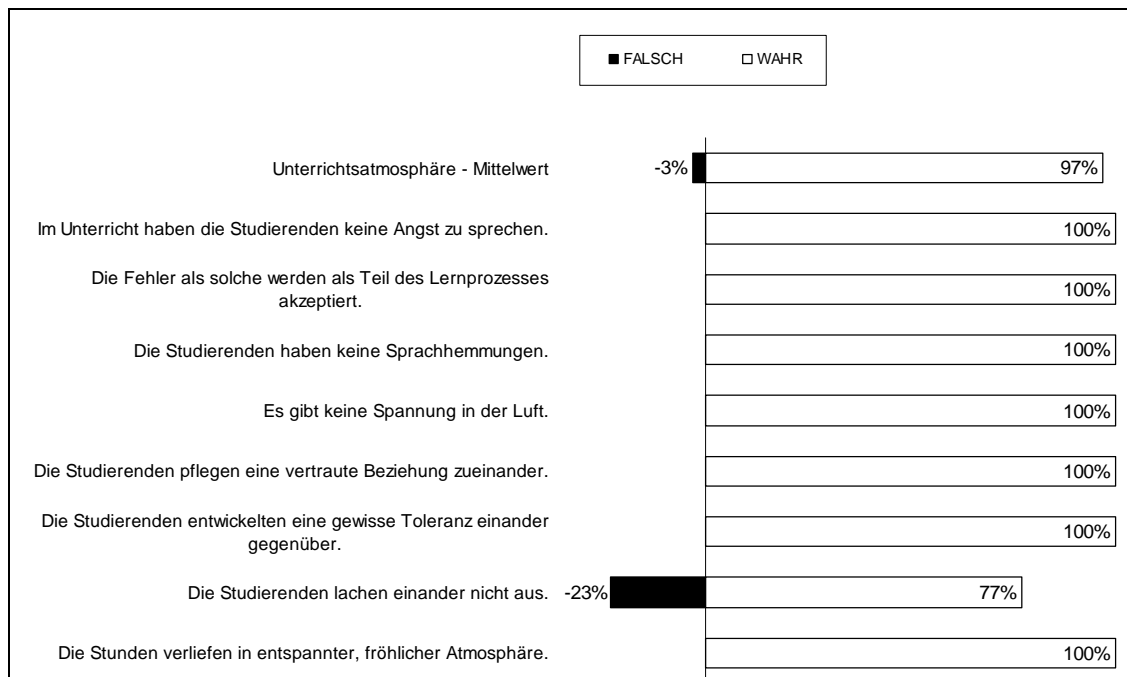 FALSCH WAHR
Unterrichtsatmosphäre - Mittelwert -3% 97%
Im Unterricht haben die Studierenden keine Angst zu sprechen. 100%
Die Fehler als solche werden als Teil des Lernprozesses
akzeptiert. 100%
Die Studierenden haben keine Sprachhemmungen. 100%
Es gibt keine Spannung in der Luft. 100%
Die Studierenden pflegen eine vertraute Beziehung zueinander. 100%
Die Studierenden entwickelten eine gewisse Toleranz einander
gegenüber. 100%
Die Studierenden lachen einander nicht aus. -23% 77%
Die Stunden verliefen in entspannter, fröhlicher Atmosphäre. 100%